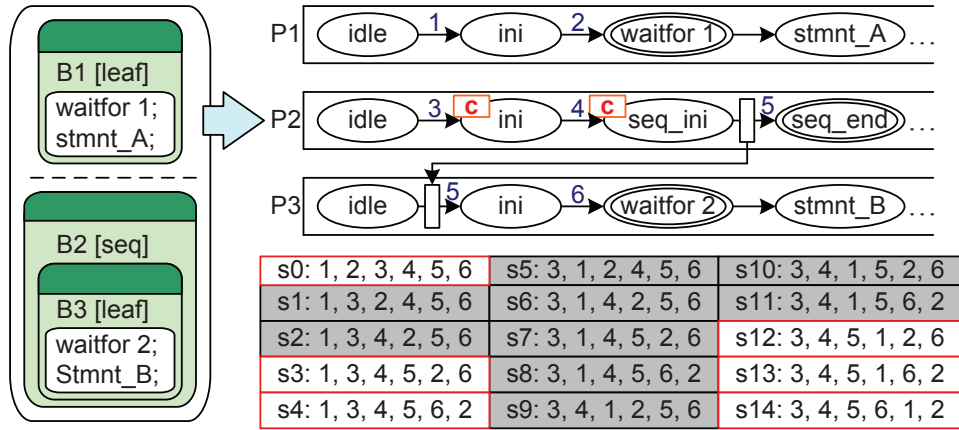 B1 [leaf]
waitfor 1;
stmnt_A;
B2 [seq]
B3 [leaf]
waitfor 2;
Stmnt_B;
P1 idle 1 ini 2 waitfor 1 stmnt_A ...
P2 idle 3 c ini 4 c seq_ini 5 seq_end ...
P3 idle 5 ini 6 waitfor 2 stmnt_B ...
s0: 1, 2, 3, 4, 5, 6 s5: 3, 1, 2, 4, 5, 6 s10: 3, 4, 1, 5, 2, 6
s1: 1, 3, 2, 4, 5, 6 s6: 3, 1, 4, 2, 5, 6 s11: 3, 4, 1, 5, 6, 2
s2: 1, 3, 4, 2, 5, 6 s7: 3, 1, 4, 5, 2, 6 s12: 3, 4, 5, 1, 2, 6
s3: 1, 3, 4, 5, 2, 6 s8: 3, 1, 4, 5, 6, 2 s13: 3, 4, 5, 1, 6, 2
s4: 1, 3, 4, 5, 6, 2 s9: 3, 4, 1, 2, 5, 6 s14: 3, 4, 5, 6, 1, 2